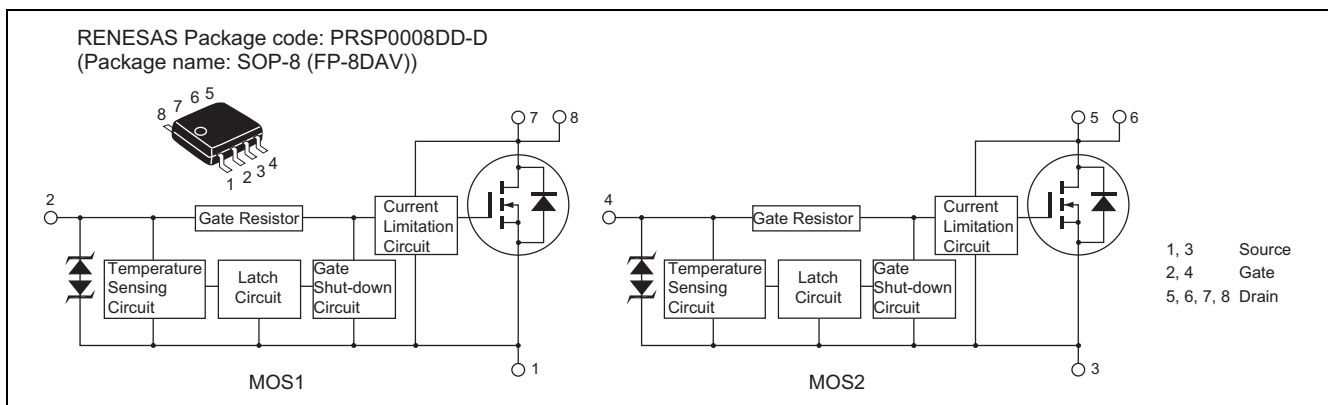 RENESAS Package code: PRSP0008DD-D
(Package name: SOP-8 (FP-8DAV))
8 7 6 5
1 2 3 4
7 8
2
Gate Resistor
Current
Limitation
Circuit
Temperature
Sensing
Circuit
Latch
Circuit
Gate
Shut-down
Circuit
1
MOS1
5 6
4
Gate Resistor
Current
Limitation
Circuit
Temperature
Sensing
Circuit
Latch
Circuit
Gate
Shut-down
Circuit
3
MOS2
1, 3 Source
2, 4 Gate
5, 6, 7, 8 Drain